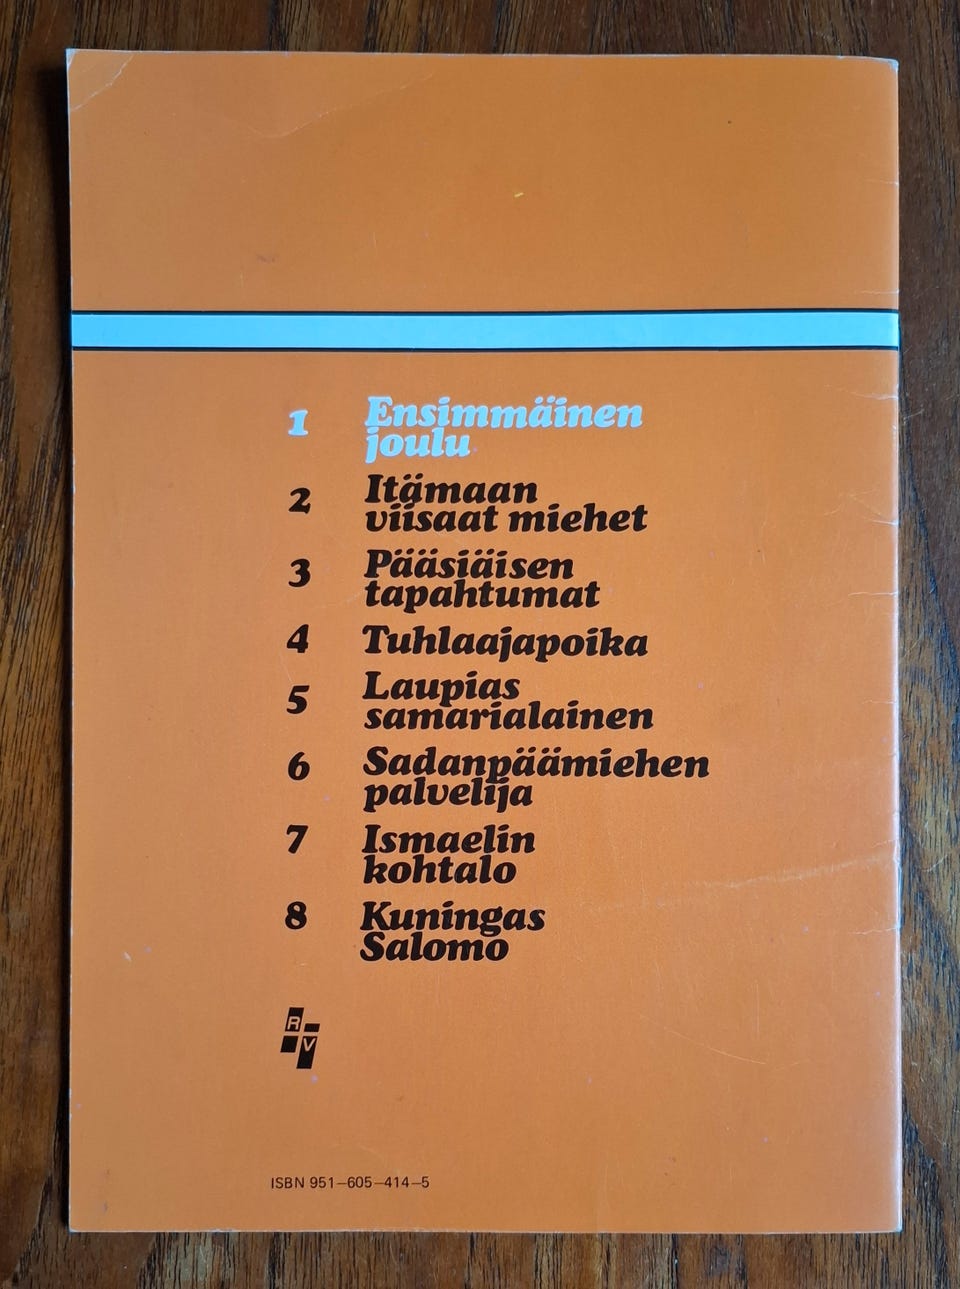 1 Ensimmäinen
joulu
2 Itämaan
viisaat miehet
3 Pääsiäisen
tapahtumat
4 Tuhlaajapoika
5 Laupias
samarialainen
6 Sadanpäämiehen
palvelija
7 Ismaelin
kohtalo
8 Kuningas
Salomo
R
V
ISBN 951–605–414–5